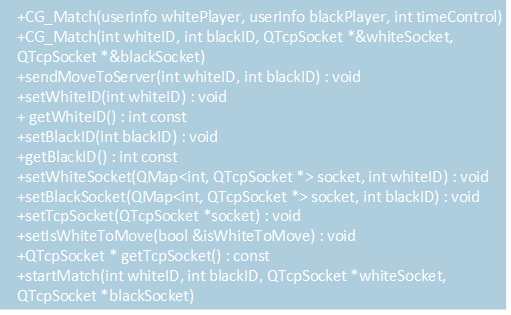 +CG_Match(userInfo whitePlayer, userInfo blackPlayer, int timeControl)
+CG_Match(int whiteID, int blackID, QTcpSocket *&whiteSocket,
QTcpSocket *&blackSocket)
+sendMoveToServer(int whiteID, int blackID) : void
+setWhiteID(int whiteID) : void
+ getWhiteID() : int const
+setBlackID(int blackID) : void
+getBlackID() : int const
+setWhiteSocket(QMap<int, QTcpSocket *> socket, int whiteID) : void
+setBlackSocket(QMap<int, QTcpSocket *> socket, int blackID) : void
+setTcpSocket(QTcpSocket *socket) : void
+setIsWhiteToMove(bool &isWhiteToMove) : void
+QTcpSocket * getTcpSocket() : const
+startMatch(int whiteID, int blackID, QTcpSocket *whiteSocket,
QTcpSocket *blackSocket)